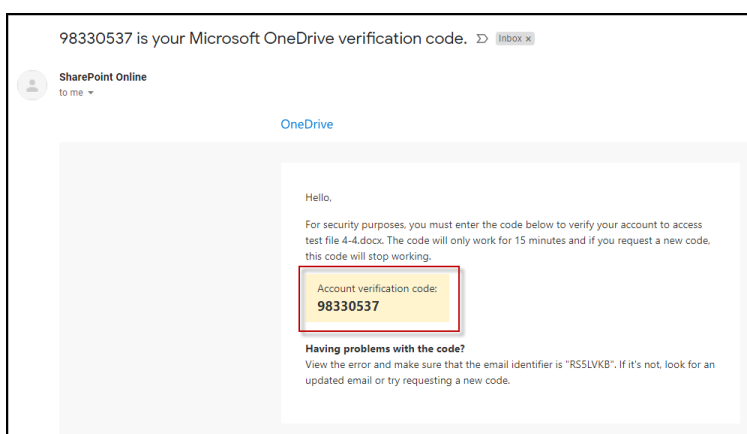 98330537 is your Microsoft OneDrive verification code. Inbox x
SharePoint Online
to me
OneDrive
Hello,
For security purposes, you must enter the code below to verify your account to access
test file 4-4.docx. The code will only work for 15 minutes and if you request a new code,
this code will stop working.
Account verification code:
98330537
Having problems with the code?
View the error and make sure that the email identifier is "RS5LVKB". If it's not, look for an
updated email or try requesting a new code.